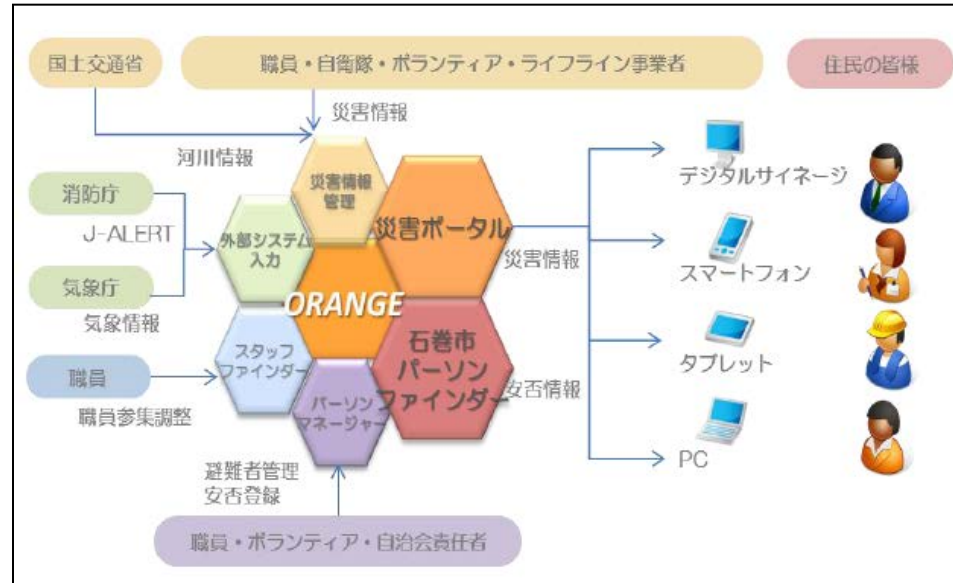 国土交通省
職員・自衛隊・ボランティア・ライフライン事業者
住民の皆様
災害情報
河川情報
消防庁
J-ALERT
気象庁
気象情報
職員
職員参集調整
災害情報
管理
外部システム
入力
災害ポータル
ORANGE
スタッフ
ファインダー
パーソン
マネージャー
石巻市
パーソン
ファインダー
災害情報
安否情報
デジタルサイネージ
スマートフォン
タブレット
PC
避難者管理
安否登録
職員・ボランティア・自治会責任者